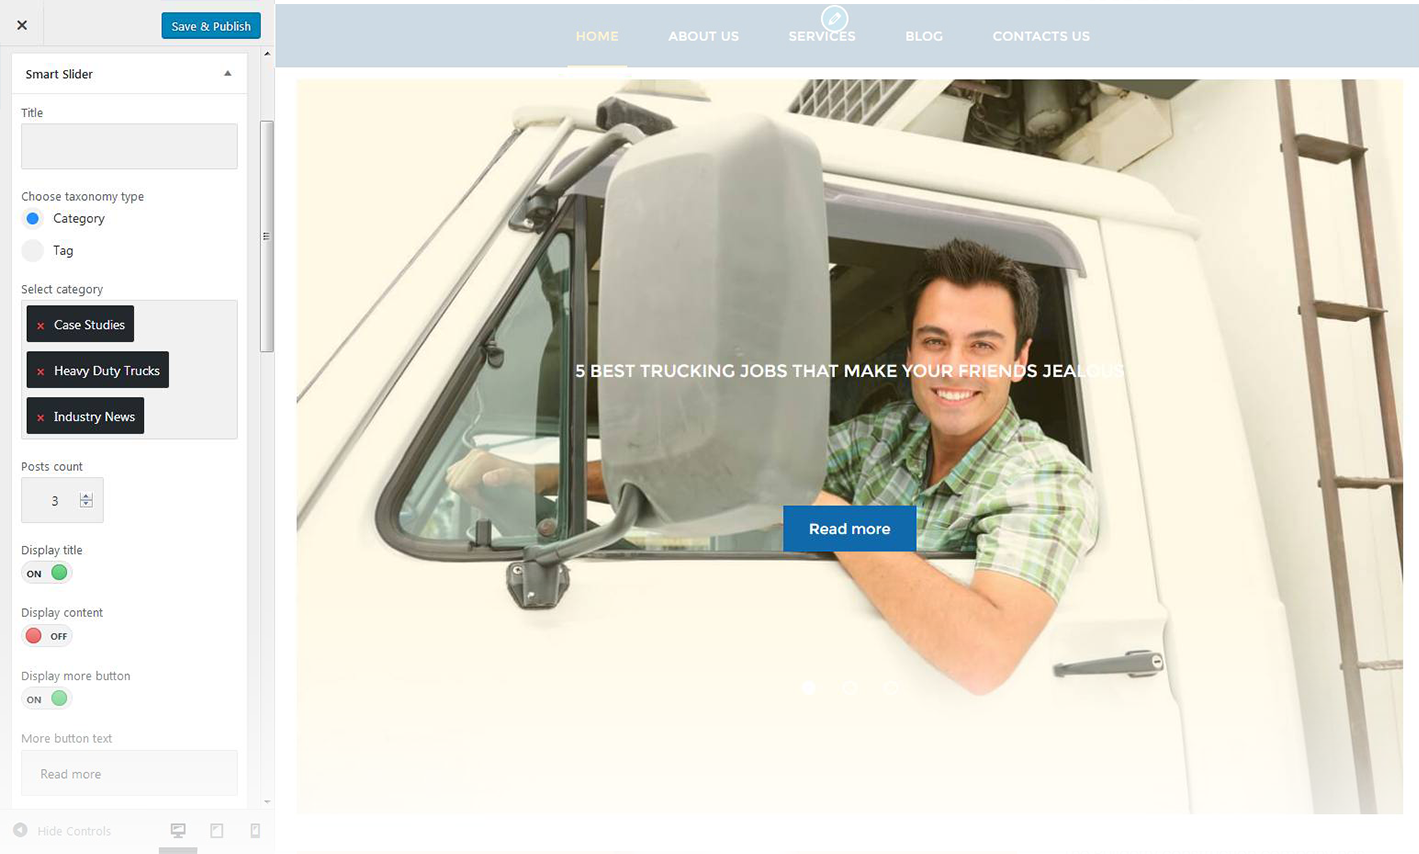 Save & Publish
Smart Slider
Title
Choose taxonomy type
Category
Tag
Select category
× Case Studies
× Heavy Duty Trucks
× Industry News
Posts count
3
Display title
ON
Display content
OFF
Display more button
ON
More button text
Read more
Hide Controls
HOME ABOUT US SERVICES BLOG CONTACTS US
5 BEST TRUCKING JOBS THAT MAKE YOUR FRIENDS JEALOUS
Read more